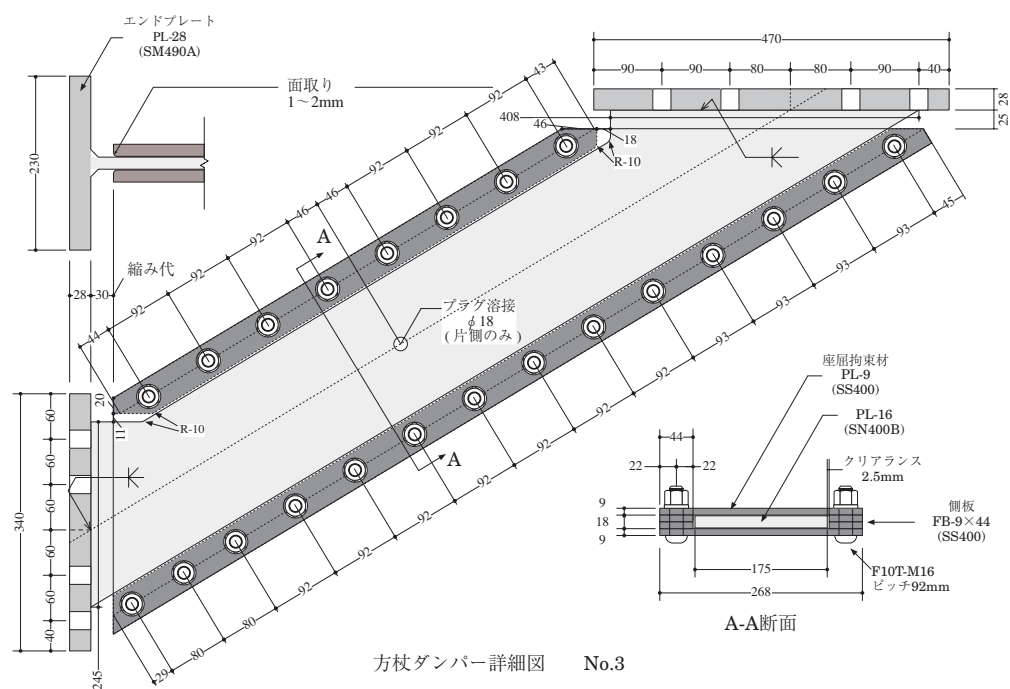 エンドプレート
PL-28
(SM490A)
面取り
1〜2mm
230
28
30
縮み代
470
90
90
80
80
90
40
28
25
408
46
18
R-10
43
92
92
92
92
46
46
92
92
92
44
20
11
R-10
A
A
プラグ溶接
φ18
(片側のみ)
45
93
93
93
93
93
92
92
92
92
92
92
80
80
29
60
60
60
60
60
60
40
340
245
座屈拘束材
PL-9
(SS400)
PL-16
(SN400B)
クリアランス
2.5mm
44
22
22
9
18
9
側板
FB-9×44
(SS400)
175
268
F10T-M16
ピッチ92mm
A-A断面
方杖ダンパー詳細図 No.3